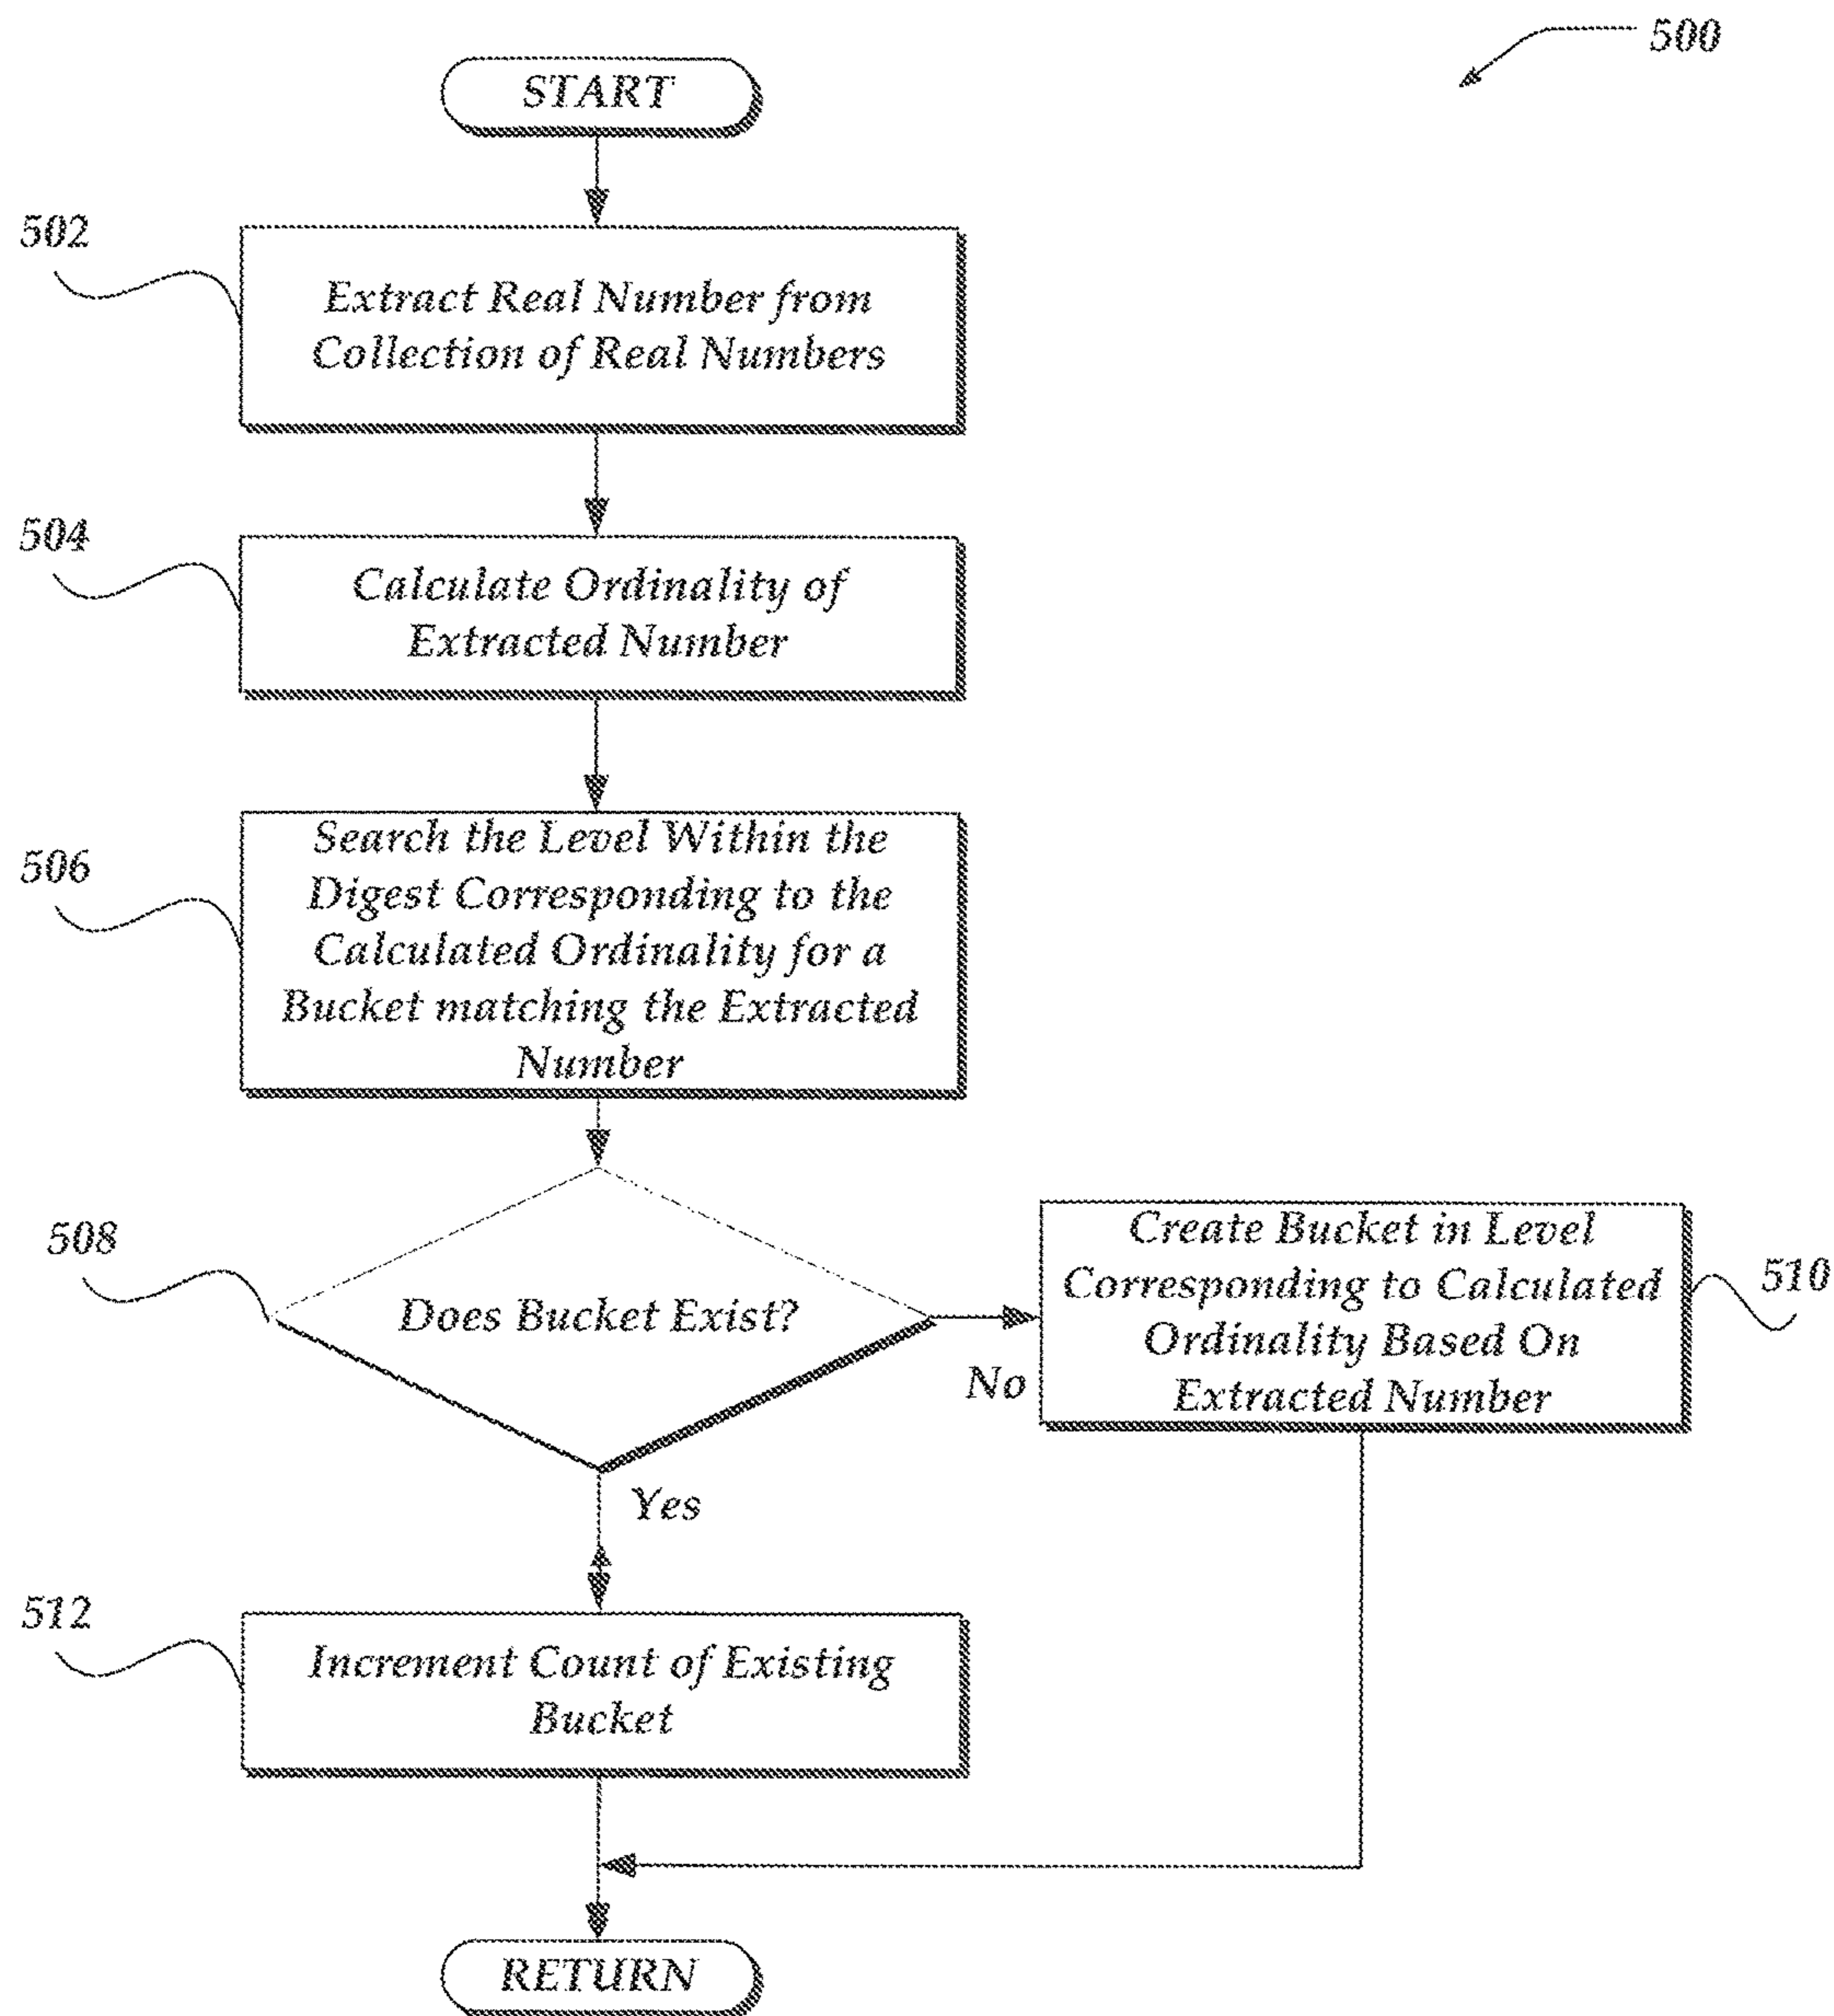 500
START
502
Extract Real Number from
Collection of Real Numbers
504
Calculate Ordinality of
Extracted Number
506
Search the Level Within the
Digest Corresponding to the
Calculated Ordinality for a
Bucket matching the Extracted
Number
508
Does Bucket Exist?
No
Create Bucket in Level
Corresponding to Calculated
Ordinality Based On
Extracted Number
510
Yes
512
Increment Count of Existing
Bucket
RETURN